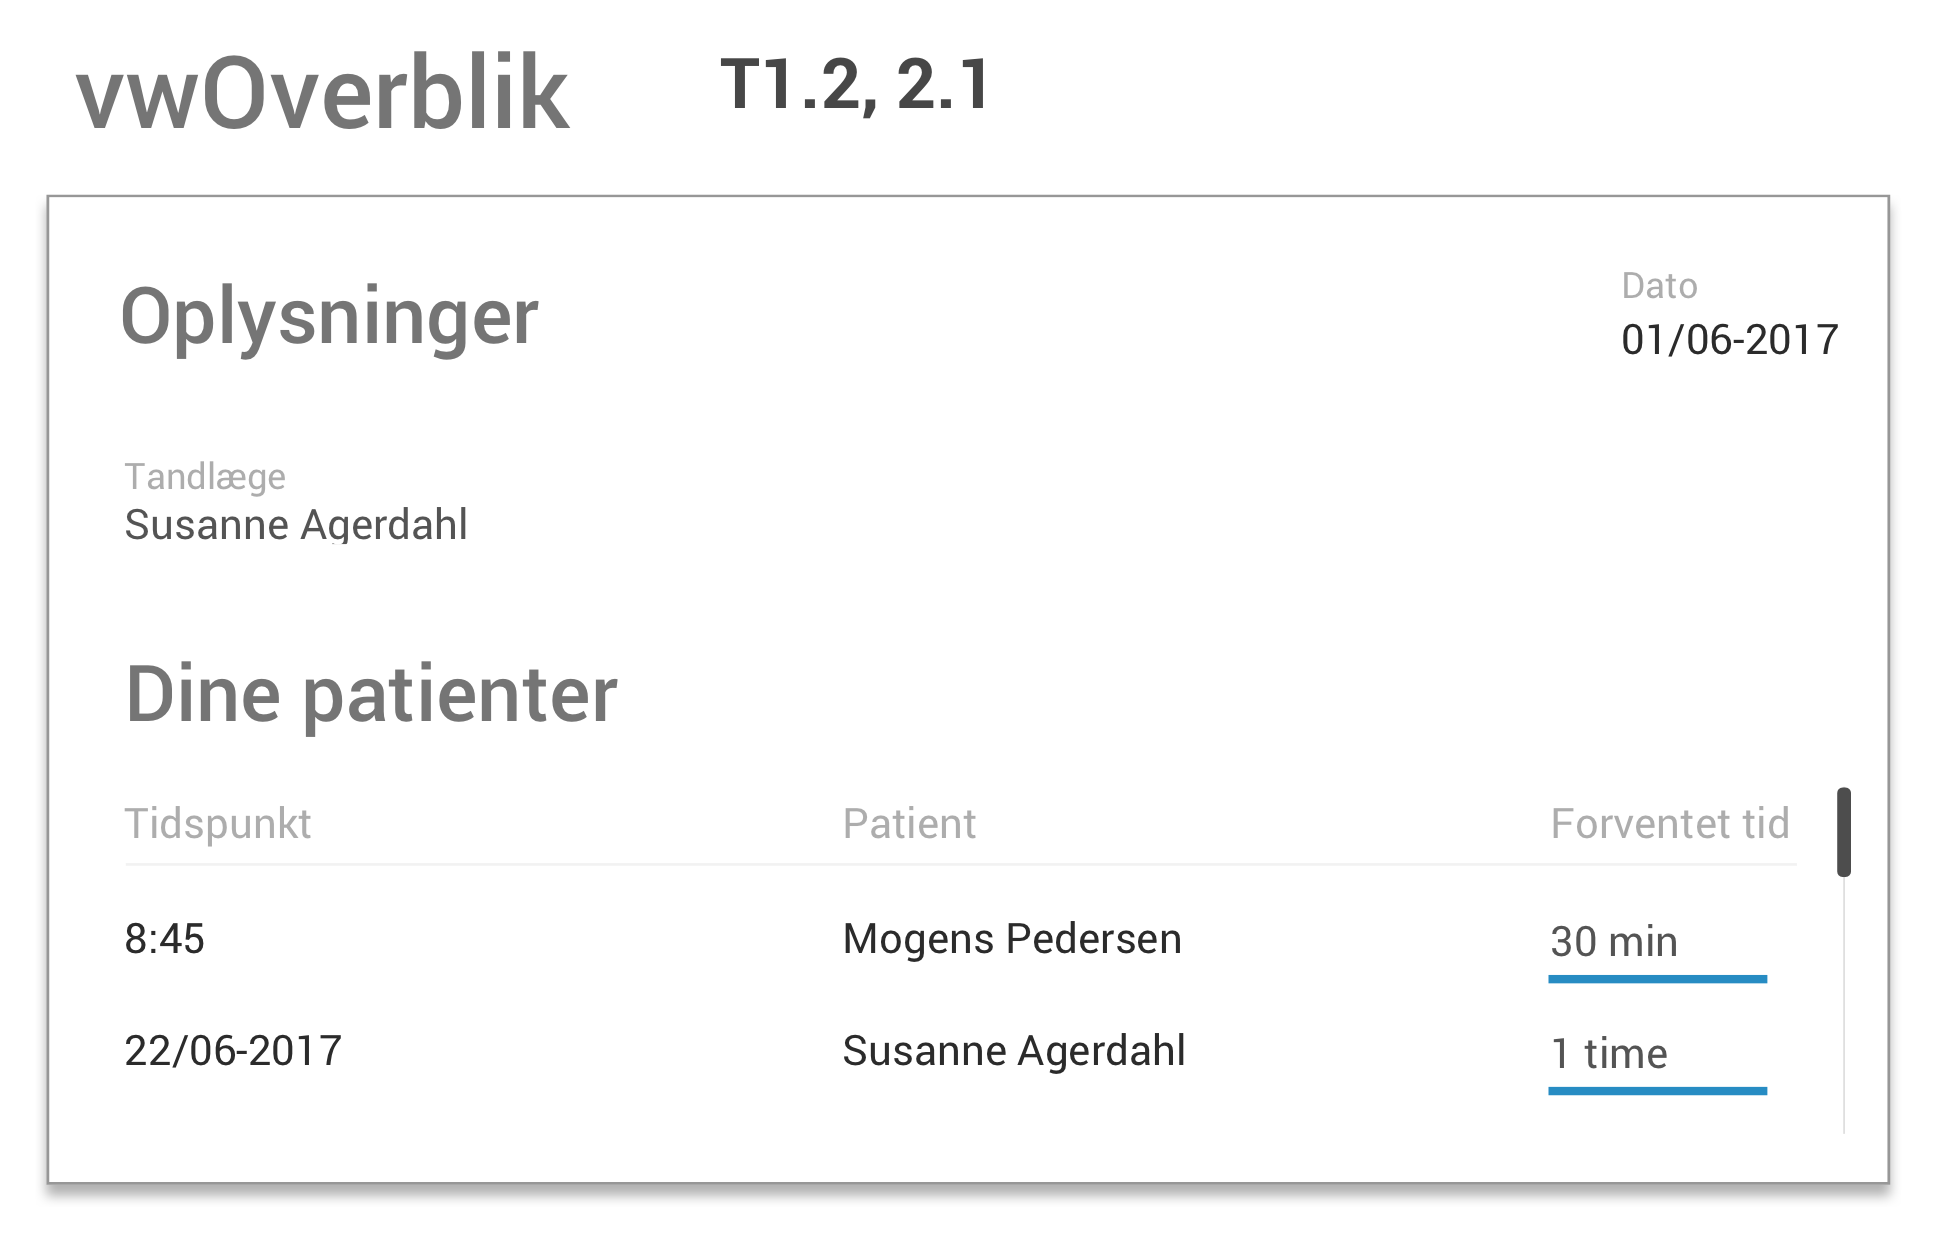 vwOverblik T1.2, 2.1
Oplysninger
Dato
01/06-2017
Tandlæge
Susanne Agerdahl
Dine patienter
Tidspunkt Patient Forventet tid
8:45 Mogens Pedersen 30 min
22/06-2017 Susanne Agerdahl 1 time